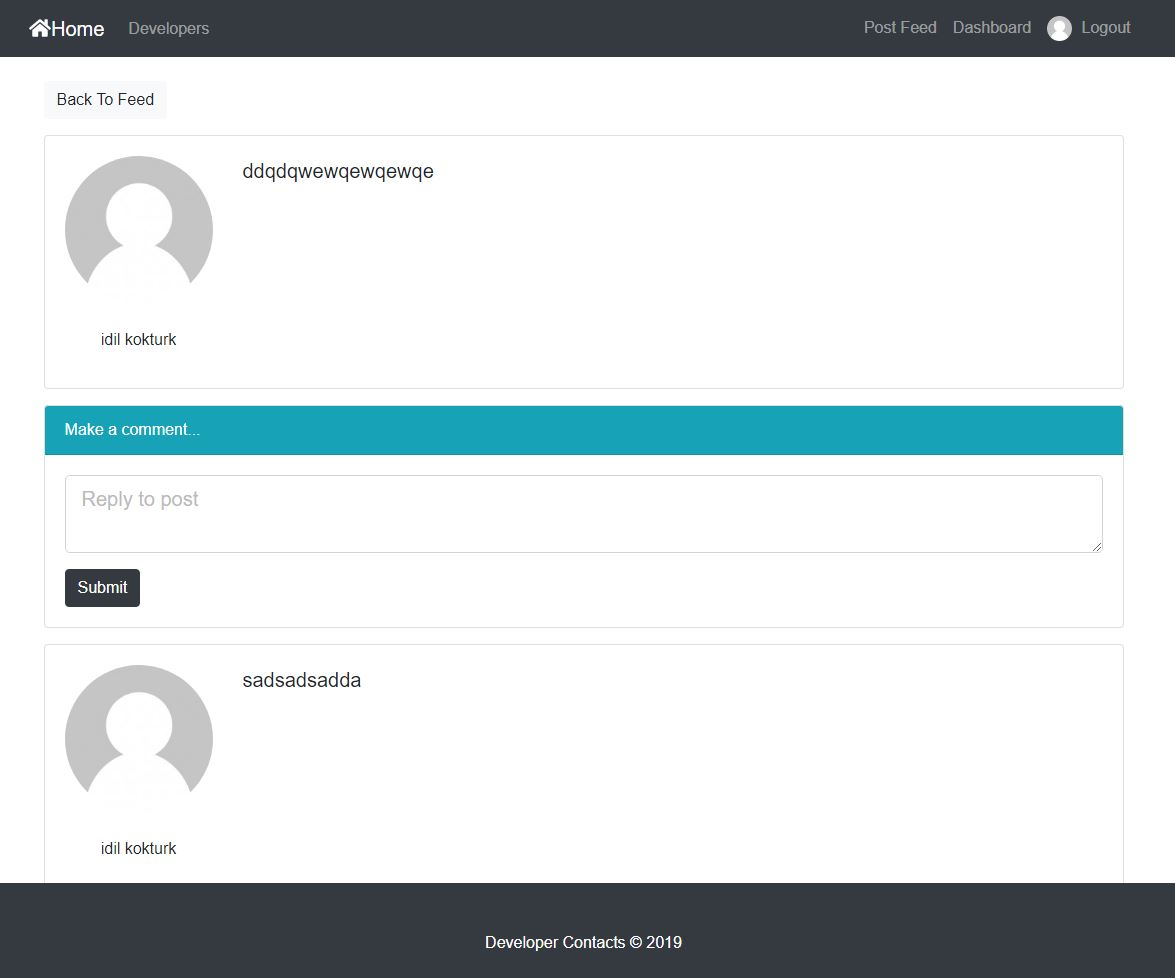 Home Developers Post Feed Dashboard Logout
Back To Feed
ddqdqwewqewqewqe
idil kokturk
Make a comment...
Reply to post
Submit
sadsadsadda
idil kokturk
Developer Contacts © 2019